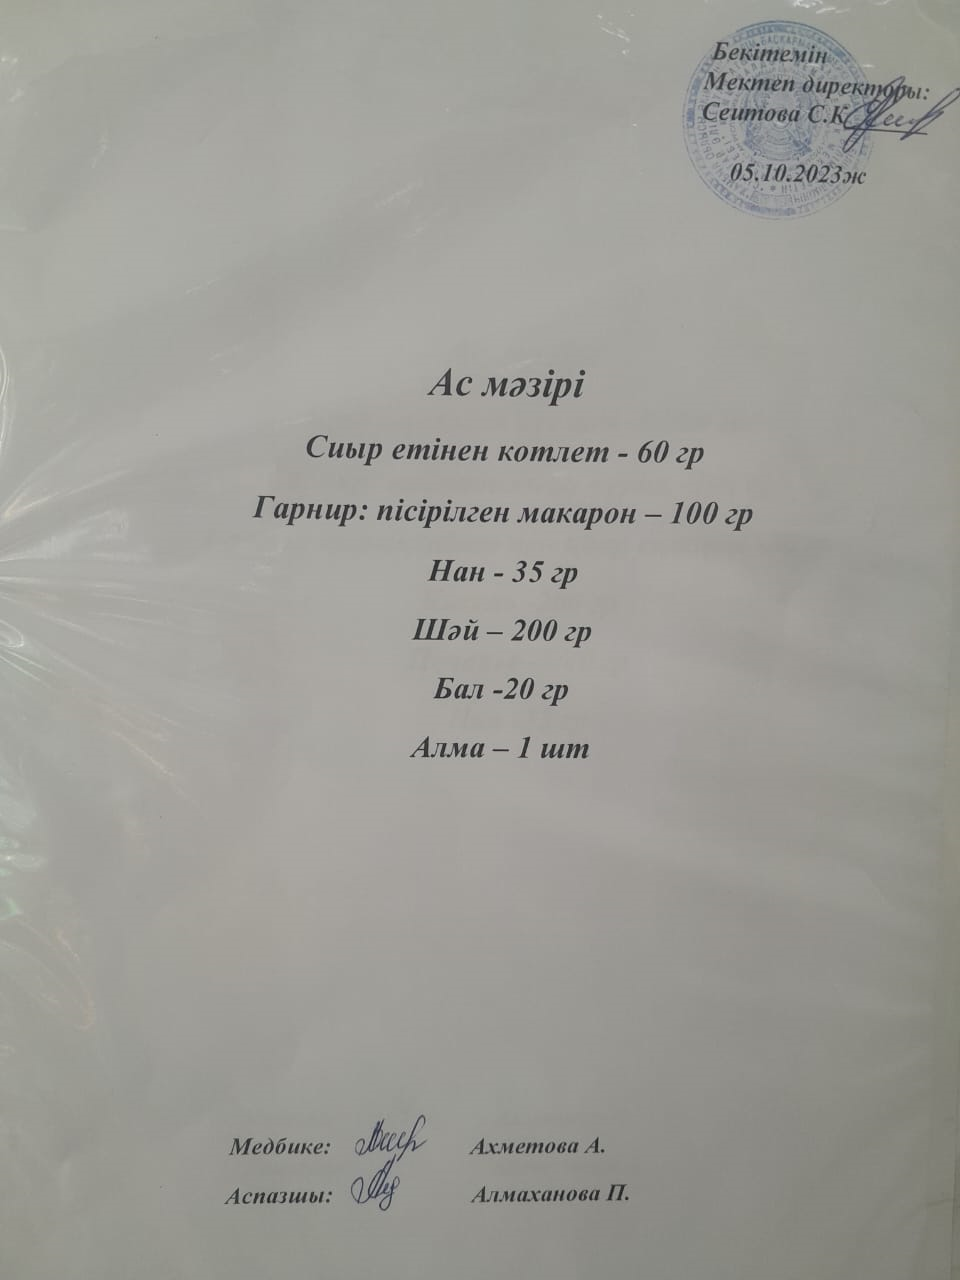 Бекітемін
Мектеп директоры:
Сеитова С.К
05.10.2023ж
Ас мәзірі
Сиыр етінен котлет - 60 гр
Гарнир: пісірілген макарон – 100 гр
Нан - 35 гр
Шәй – 200 гр
Бал -20 гр
Алма – 1 шт
Медбике: Ахметова А.
Аспазшы: Алмаханова П.